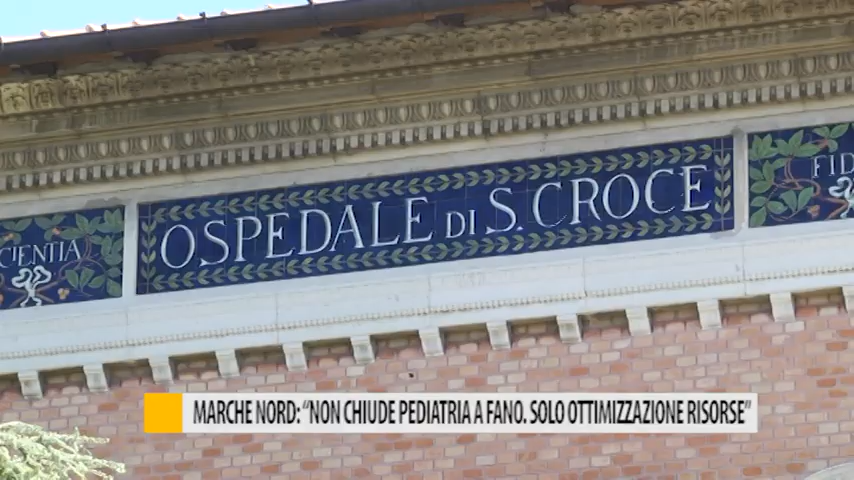 CIENTIA
OSPEDALE DI S. CROCE
FID
MARCHE NORD: “NON CHIUDE PEDIATRIA A FANO. SOLO OTTIMIZZAZIONE RISORSE”